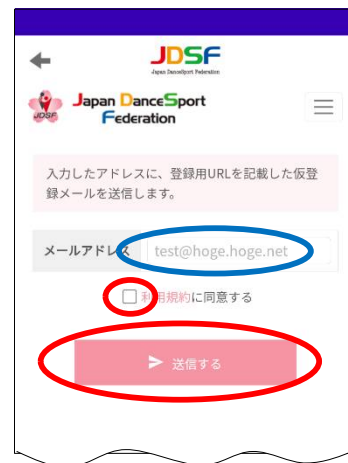 JDSF
Japan DanceSport Federation
JDSF
Japan DanceSport
Federation
入力したアドレスに、登録用URLを記載した仮登
録メールを送信します。
メールアドレス test@hoge.hoge.net
利用規約に同意する
送信する